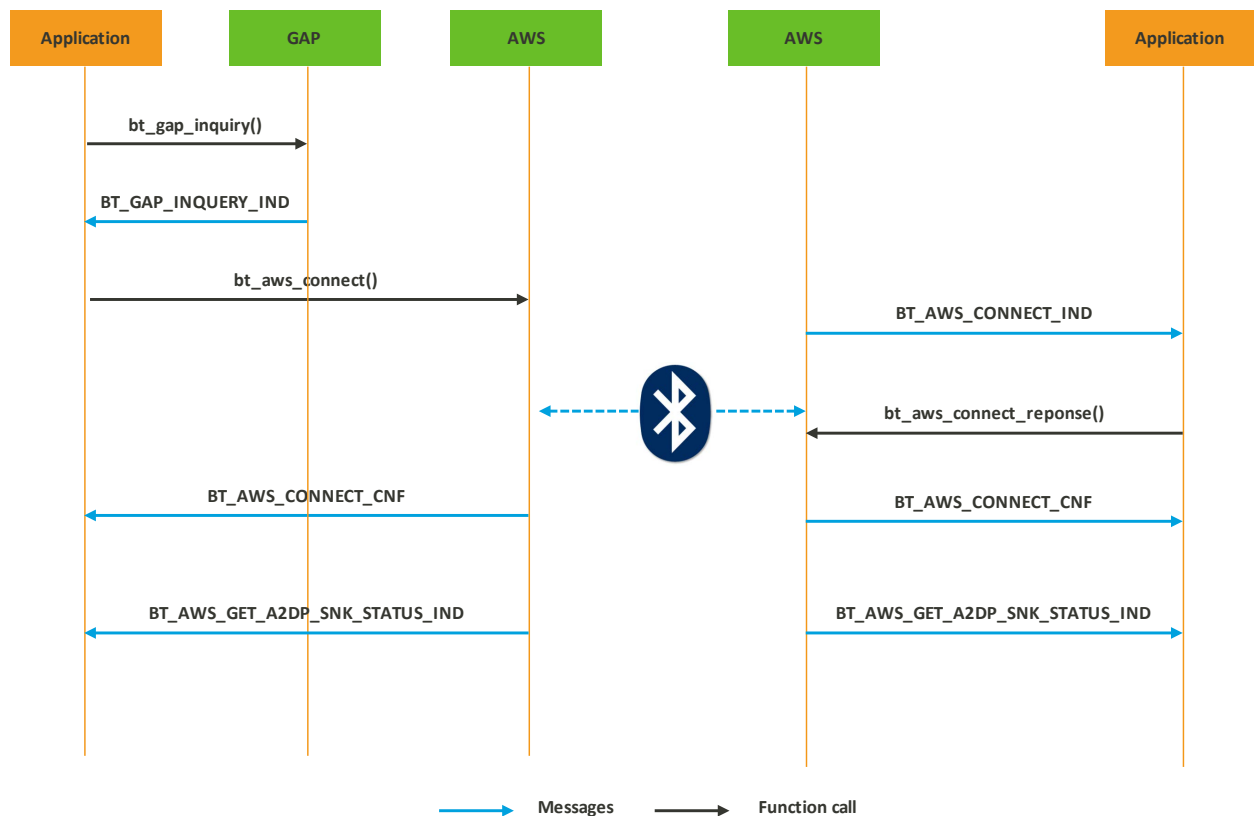 Application
GAP
AWS
AWS
Application
bt_gap_inquiry()
BT_GAP_INQUERY_IND
bt_aws_connect()
BT_AWS_CONNECT_IND
bt_aws_connect_reponse()
BT_AWS_CONNECT_CNF
BT_AWS_CONNECT_CNF
BT_AWS_GET_A2DP_SNK_STATUS_IND
BT_AWS_GET_A2DP_SNK_STATUS_IND
Messages
Function call